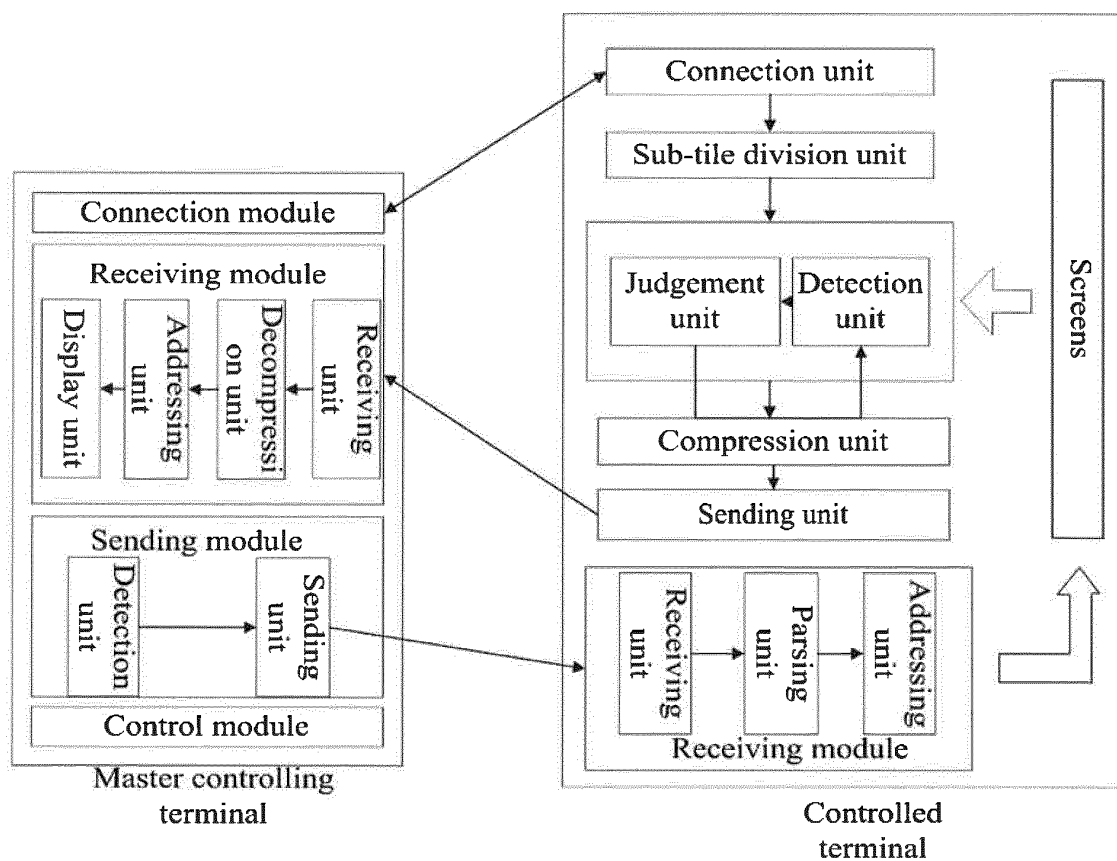 Connection module
Receiving module
Display unit
Addressing
unit
Decompressi
on unit
Receiving
unit
Sending module
Detection
unit
Sending
unit
Control module
Master controlling
terminal
Connection unit
Sub-tile division unit
Judgement
unit
Detection
unit
Compression unit
Sending unit
Receiving
unit
Parsing
unit
Addressing
unit
Receiving module
Screens
Controlled
terminal